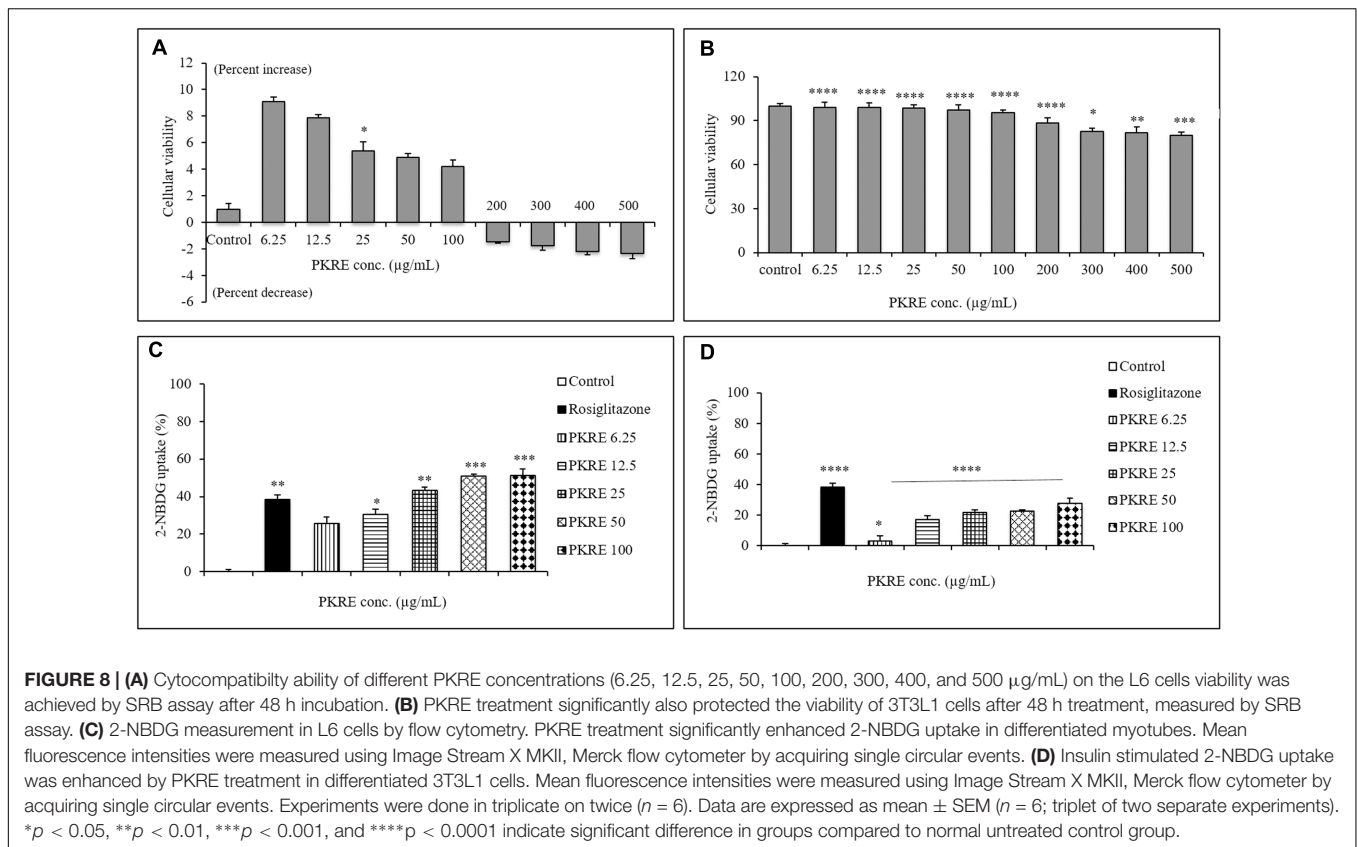 A
(Percent increase)
12
10
8
6
4
2
0
-2
-4
-6
Cellular viability
*
200 300 400 500
Control 6.25 12.5 25 50 100
PKRE conc. (µg/mL)
(Percent decrease)
B
120
90
60
30
0
Cellular viability
**** **** **** **** **** **** * ** ***
control 6.25 12.5 25 50 100 200 300 400 500
PKRE conc. (µg/mL)
C
100
80
60
40
20
0
2-NBDG uptake (%)
** * ** *** ***
PKRE conc. (µg/mL)
Control
Rosiglitazone
PKRE 6.25
PKRE 12.5
PKRE 25
PKRE 50
PKRE 100
D
100
80
60
40
20
0
2-NBDG uptake (%)
**** * ****
PKRE conc. (µg/mL)
Control
Rosiglitazone
PKRE 6.25
PKRE 12.5
PKRE 25
PKRE 50
PKRE 100
FIGURE 8 | (A) Cytocompatibilty ability of different PKRE concentrations (6.25, 12.5, 25, 50, 100, 200, 300, 400, and 500 µg/mL) on the L6 cells viability was
achieved by SRB assay after 48 h incubation. (B) PKRE treatment significantly also protected the viability of 3T3L1 cells after 48 h treatment, measured by SRB
assay. (C) 2-NBDG measurement in L6 cells by flow cytometry. PKRE treatment significantly enhanced 2-NBDG uptake in differentiated myotubes. Mean
fluorescence intensities were measured using Image Stream X MKII, Merck flow cytometer by acquiring single circular events. (D) Insulin stimulated 2-NBDG uptake
was enhanced by PKRE treatment in differentiated 3T3L1 cells. Mean fluorescence intensities were measured using Image Stream X MKII, Merck flow cytometer by
acquiring single circular events. Experiments were done in triplicate on twice (n = 6). Data are expressed as mean ± SEM (n = 6; triplet of two separate experiments).
*p < 0.05, **p < 0.01, ***p < 0.001, and ****p < 0.0001 indicate significant difference in groups compared to normal untreated control group.